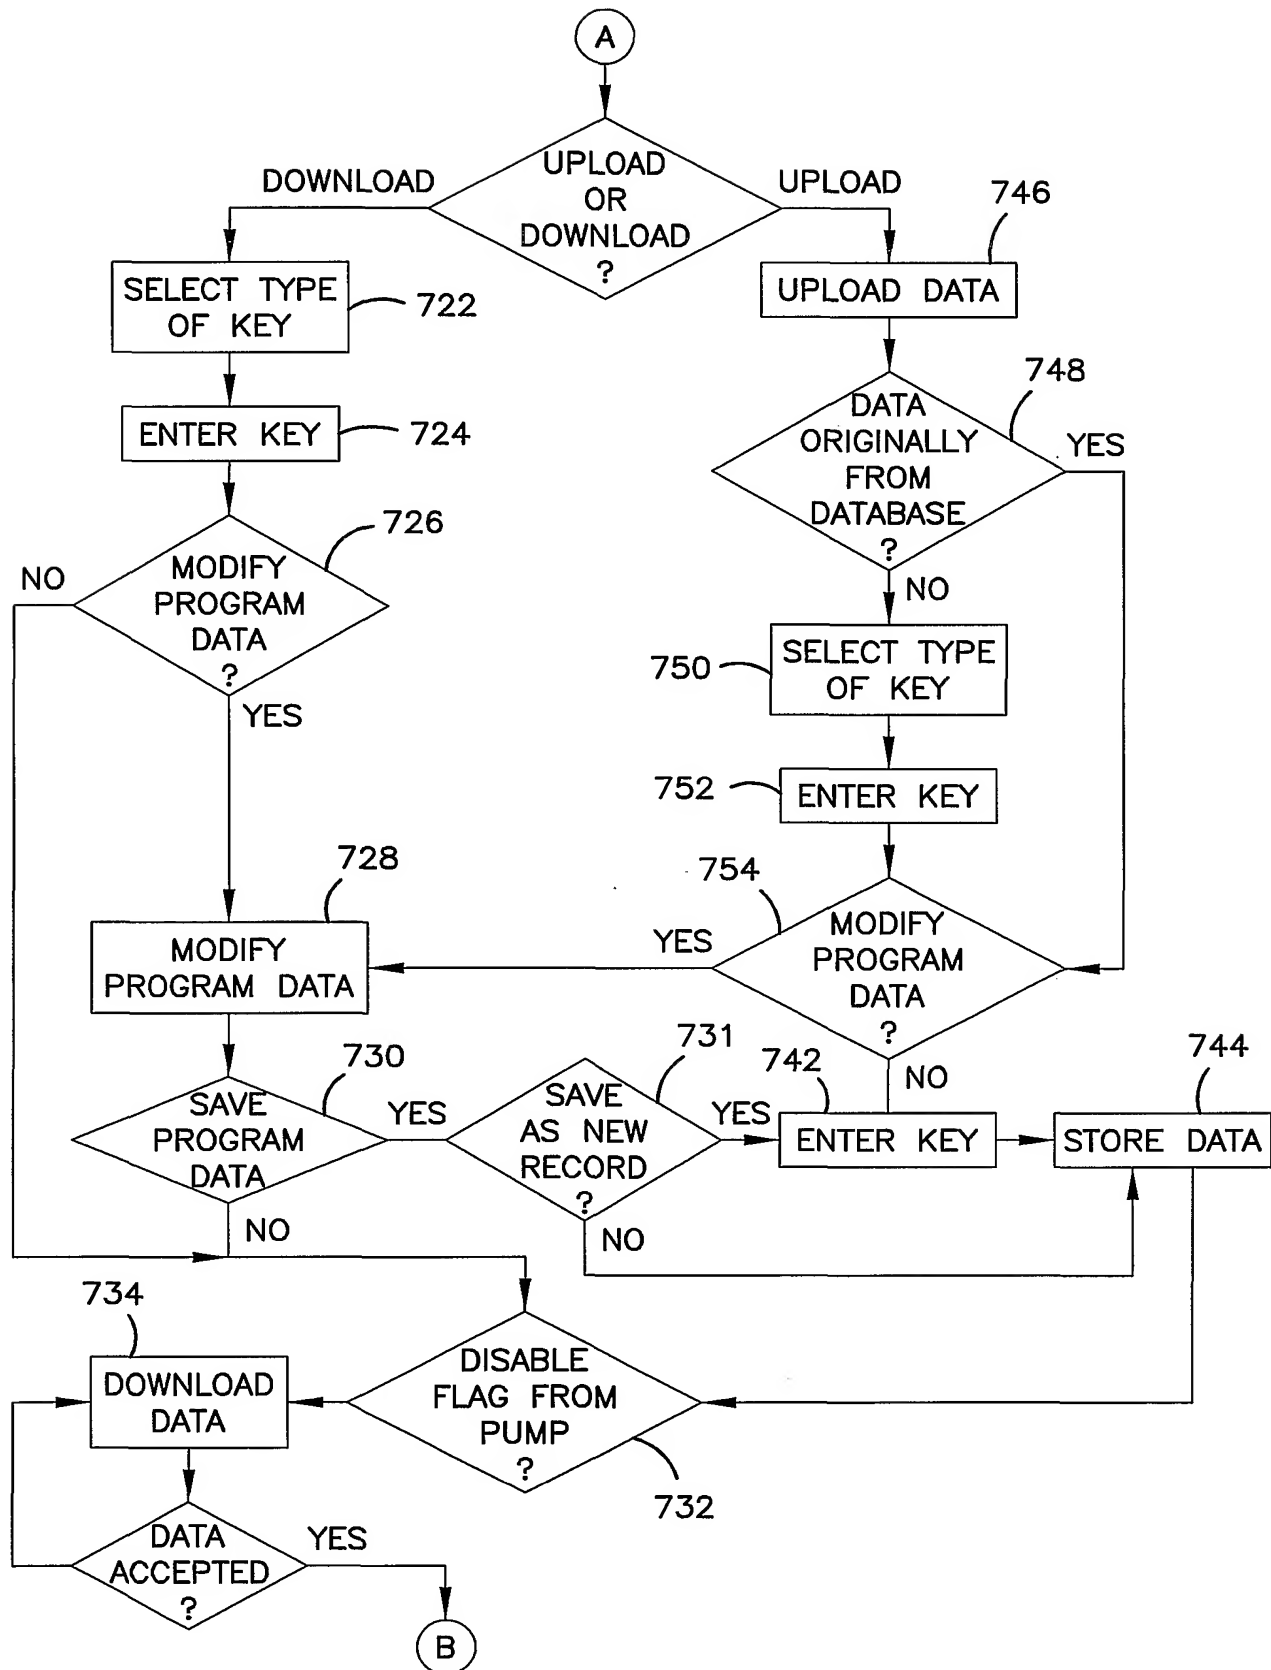 A
UPLOAD
OR
DOWNLOAD
?
DOWNLOAD
UPLOAD
SELECT TYPE
OF KEY
722
746
UPLOAD DATA
ENTER KEY
724
748
DATA
ORIGINALLY
FROM
DATABASE
?
YES
NO
726
MODIFY
PROGRAM
DATA
?
NO
YES
750
SELECT TYPE
OF KEY
752
ENTER KEY
754
MODIFY
PROGRAM
DATA
?
YES
NO
728
MODIFY
PROGRAM DATA
730
SAVE
PROGRAM
DATA
YES
NO
731
SAVE
AS NEW
RECORD
?
YES
NO
742
ENTER KEY
744
STORE DATA
734
DOWNLOAD
DATA
DISABLE
FLAG FROM
PUMP
?
732
DATA
ACCEPTED
?
YES
B